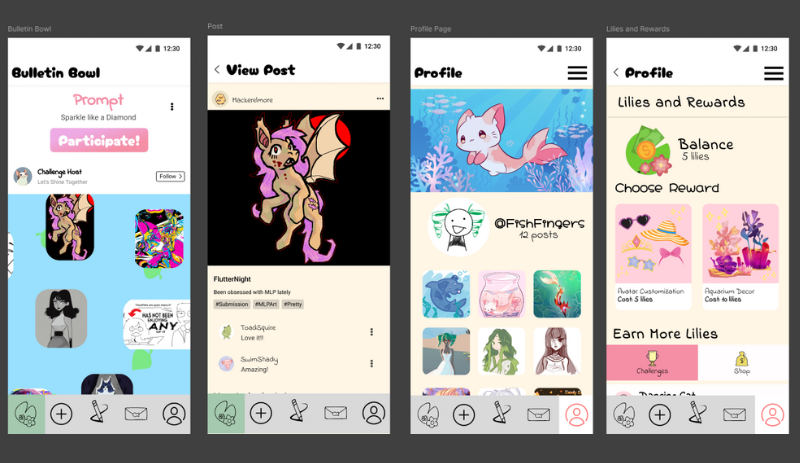 Bulletin Bowl
12:30
Bulletin Bowl
Prompt
Sparkle like a Diamond
Participate!
Challenge Host
Let's Shine Together
Follow >
HAS NOT BEEN
ENJOYING
ANY
Post
12:30
View Post
Hackerdmore
FlutterNight
Been obsessed with MLP lately
#Submission #MLPArt #Pretty
ToadSquire
Love it!!!
SwimShady
Amazing!
Profile Page
12:30
Profile
@FishFingers
12 posts
Lilies and Rewards
12:30
Profile
Lilies and Rewards
Balance
5 lilies
Choose Reward
Avatar Customization
Cost 5 lilies
Aquarium Decor
Cost 10 lilies
Earn More Lilies
Challenges
Shop
Dancing Cat